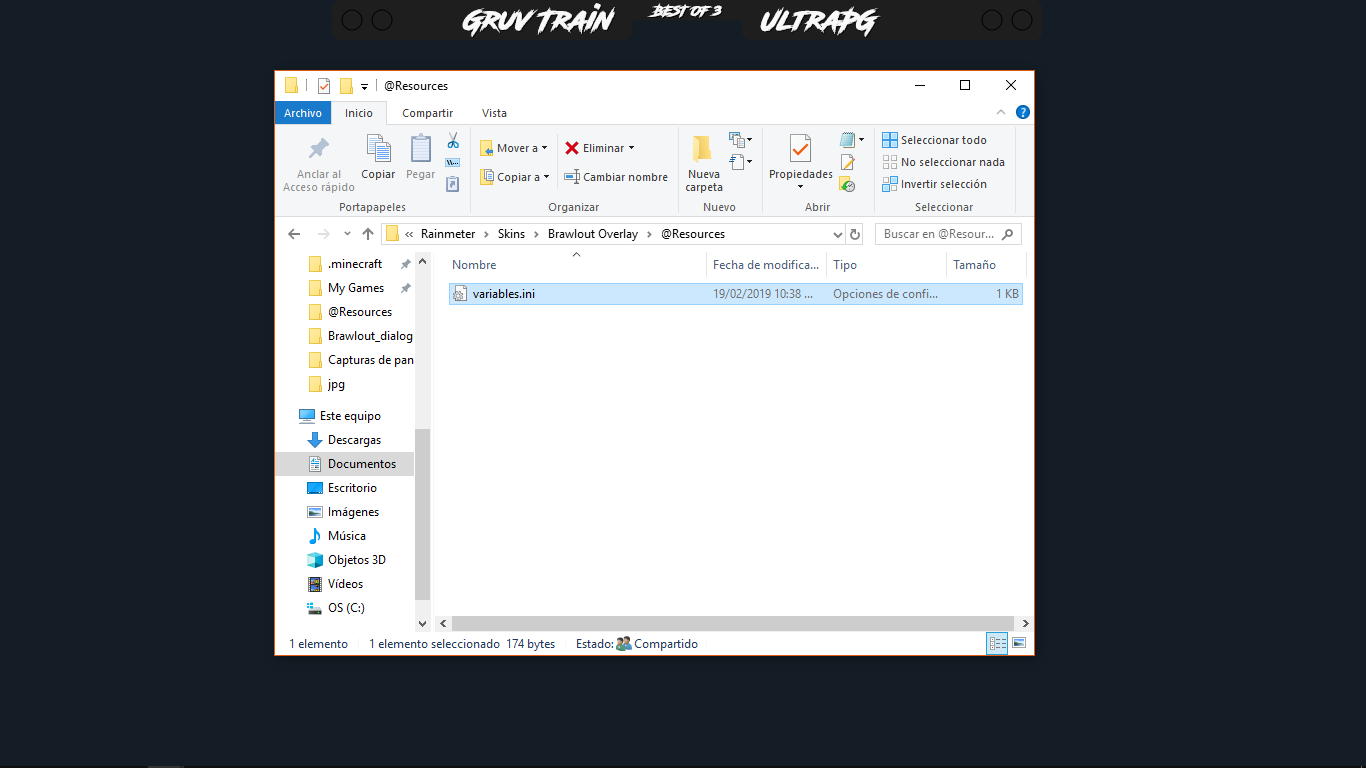 GRUV TRAIN
BEST OF 3
ULTRAPG
@Resources
Archivo
Inicio
Compartir
Vista
Anclar al
Acceso rápido
Copiar
Pegar
Portapapeles
Mover a
Copiar a
Eliminar
Cambiar nombre
Organizar
Nueva
carpeta
Nuevo
Propiedades
Abrir
Seleccionar todo
No seleccionar nada
Invertir selección
Seleccionar
« Rainmeter > Skins > Brawlout Overlay > @Resources
Buscar en @Resour...
.minecraft
My Games
@Resources
Brawlout_dialog
Capturas de pan
jpg
Este equipo
Descargas
Documentos
Escritorio
Imágenes
Música
Objetos 3D
Vídeos
OS (C:)
Nombre
Fecha de modifica...
Tipo
Tamaño
variables.ini
19/02/2019 10:38 ...
Opciones de confi...
1 KB
1 elemento
1 elemento seleccionado 174 bytes
Estado: Compartido